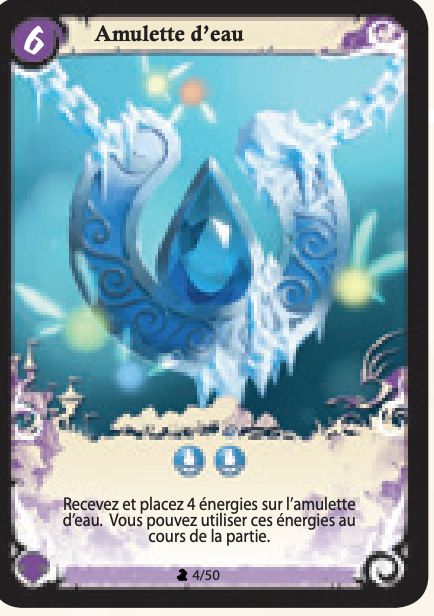 6
Amulette d'eau
Recevez et placez 4 énergies sur l'amulette
d'eau. Vous pouvez utiliser ces énergies au
cours de la partie.
4/50